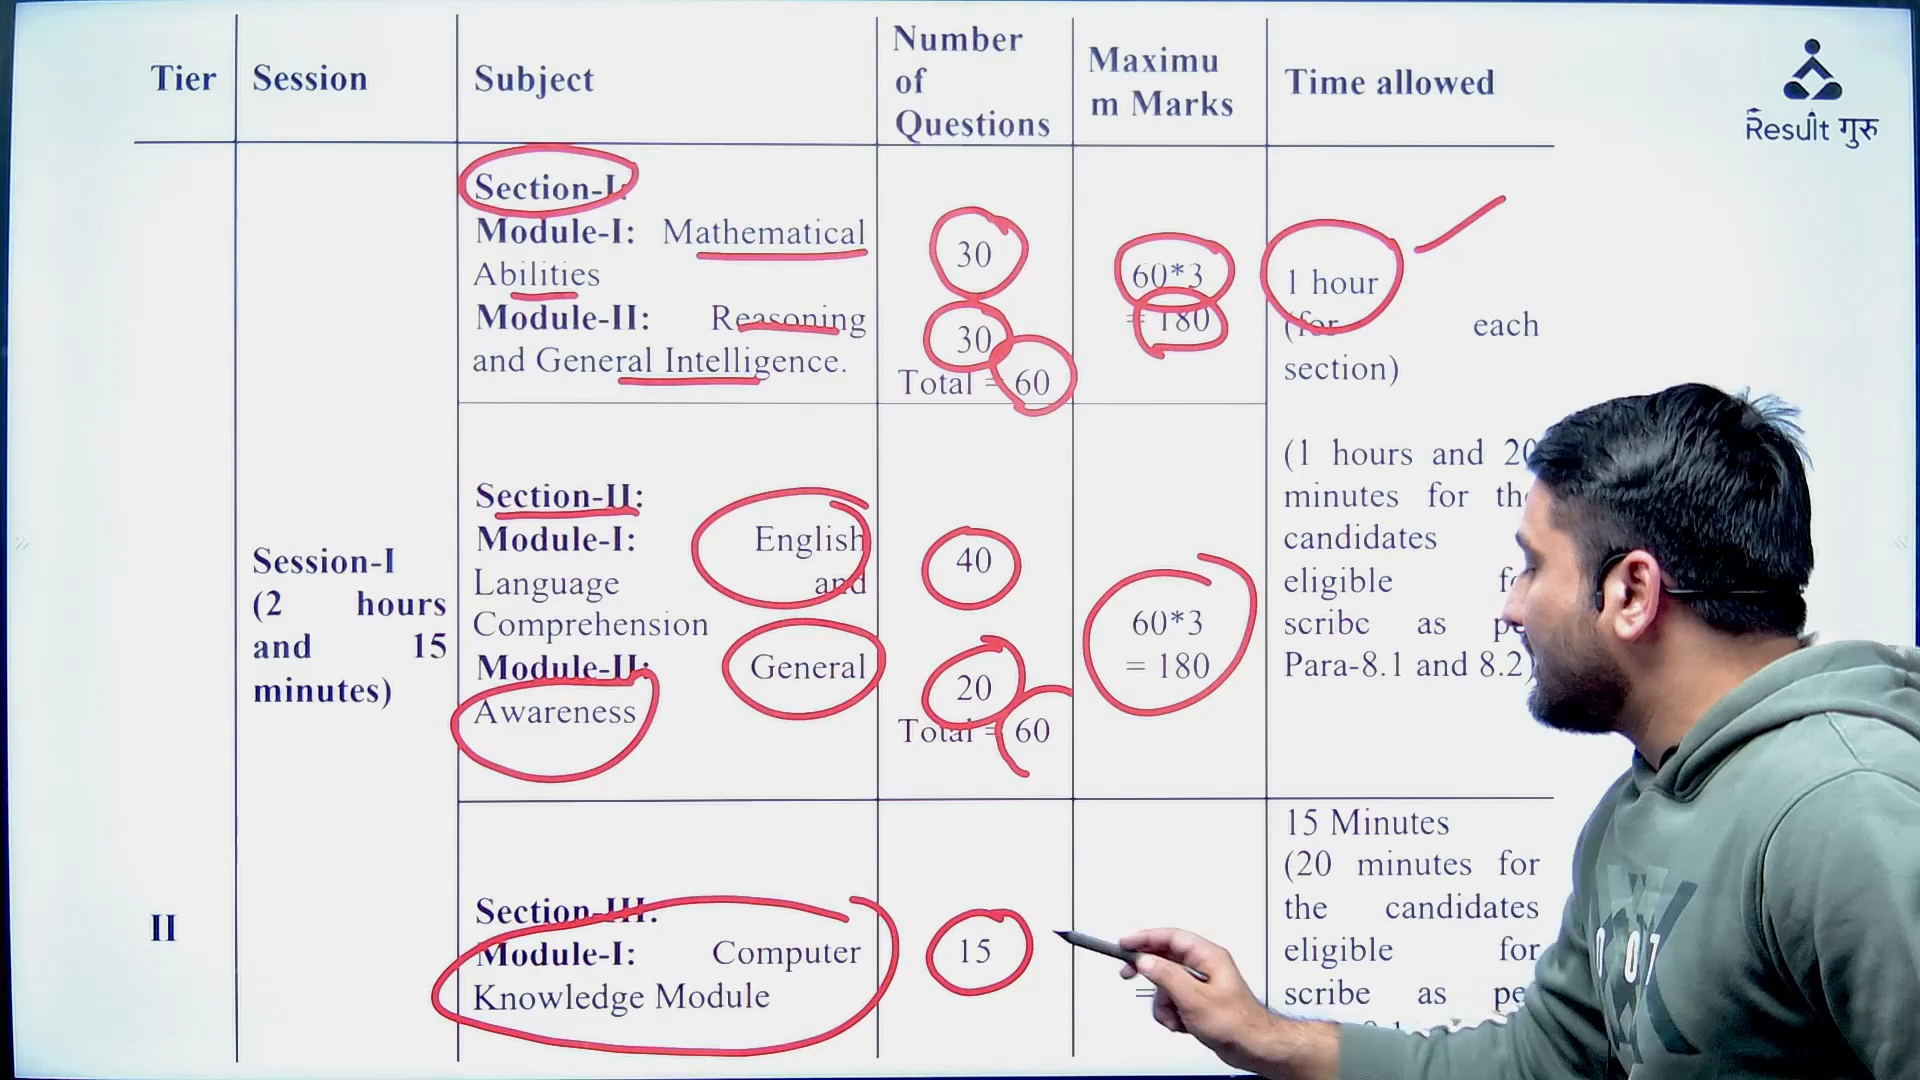 Tier
Session
Subject
Number
of
Questions
Maximu
m Marks
Time allowed
Result गुरु
II
Session-I
(2 hours
and 15
minutes)
Section-I:
Module-I: Mathematical
Abilities
Module-II: Reasoning
and General Intelligence.
30
30
Total = 60
60*3
= 180
1 hour
(for each
section)
(1 hours and 20
minutes for the
candidates
eligible
scribe as
Para-8.1 and 8.2)
Section-II:
Module-I: English
Language and
Comprehension
Module-II: General
Awareness
40
20
Total = 60
60*3
= 180
Section-III:
Module-I: Computer
Knowledge Module
15
=
15 Minutes
(20 minutes for
the candidates
eligible for
scribe as
007